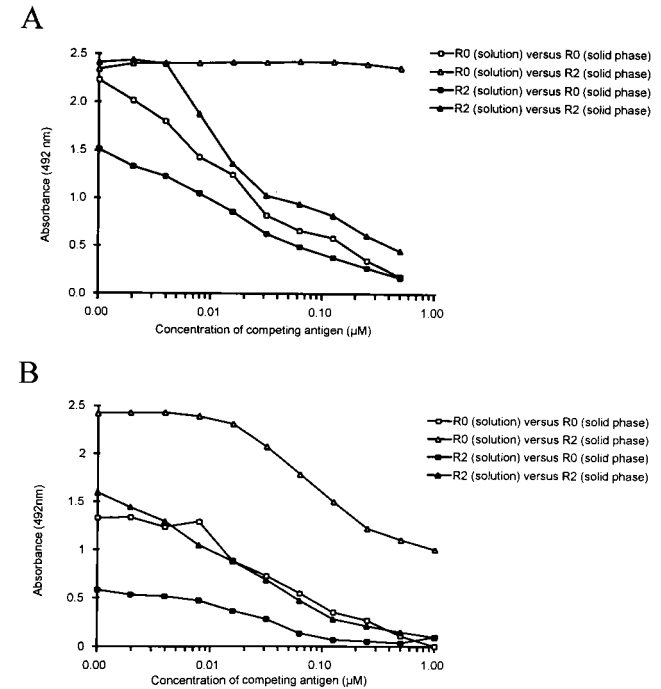 A
2.5
2.0
1.5
1.0
0.5
0.0
Absorbance (492 nm)
0.00 0.01 0.10 1.00
Concentration of competing antigen (µM)
R0 (solution) versus R0 (solid phase)
R0 (solution) versus R2 (solid phase)
R2 (solution) versus R0 (solid phase)
R2 (solution) versus R2 (solid phase)
B
2.5
2
1.5
1
0.5
0
Absorbance (492nm)
0.00 0.01 0.10 1.00
Concentration of competing antigen (µM)
R0 (solution) versus R0 (solid phase)
R0 (solution) versus R2 (solid phase)
R2 (solution) versus R0 (solid phase)
R2 (solution) versus R2 (solid phase)